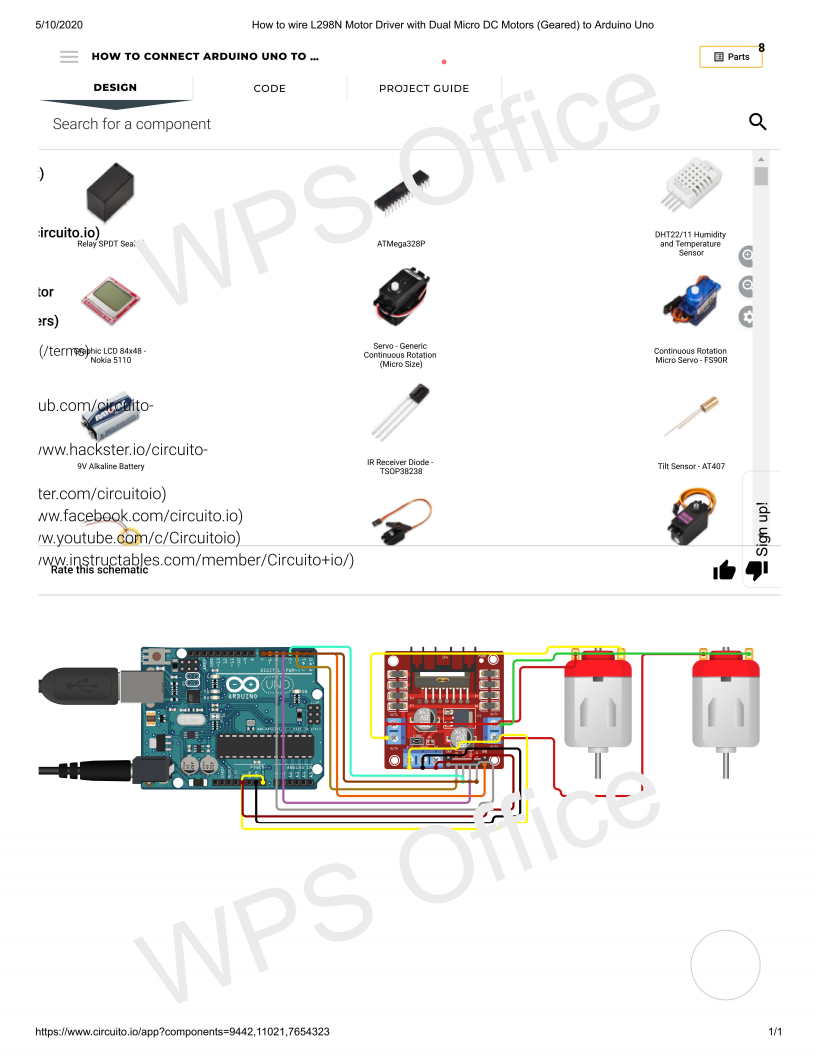 5/10/2020
How to wire L298N Motor Driver with Dual Micro DC Motors (Geared) to Arduino Uno
HOW TO CONNECT ARDUINO UNO TO ...
Parts
8
DESIGN
CODE
PROJECT GUIDE
Search for a component
:)
circuito.io)
Relay SPDT Seal
ATMega328P
DHT22/11 Humidity
and Temperature
Sensor
tor
ers)
(/terms)
Graphic LCD 84x48 -
Nokia 5110
Servo - Generic
Continuous Rotation
(Micro Size)
Continuous Rotation
Micro Servo - FS90R
ub.com/circuito-
www.hackster.io/circuito-
9V Alkaline Battery
IR Receiver Diode -
TSOP38238
Tilt Sensor - AT407
ter.com/circuitoio)
ww.facebook.com/circuito.io)
w.youtube.com/c/Circuitoio)
www.instructables.com/member/Circuito+io/)
Sign up!
Rate this schematic
UNO
ARDUINO
POWER
ANALOG IN
WPS Office
WPS Office
https://www.circuito.io/app?components=9442,11021,7654323
1/1